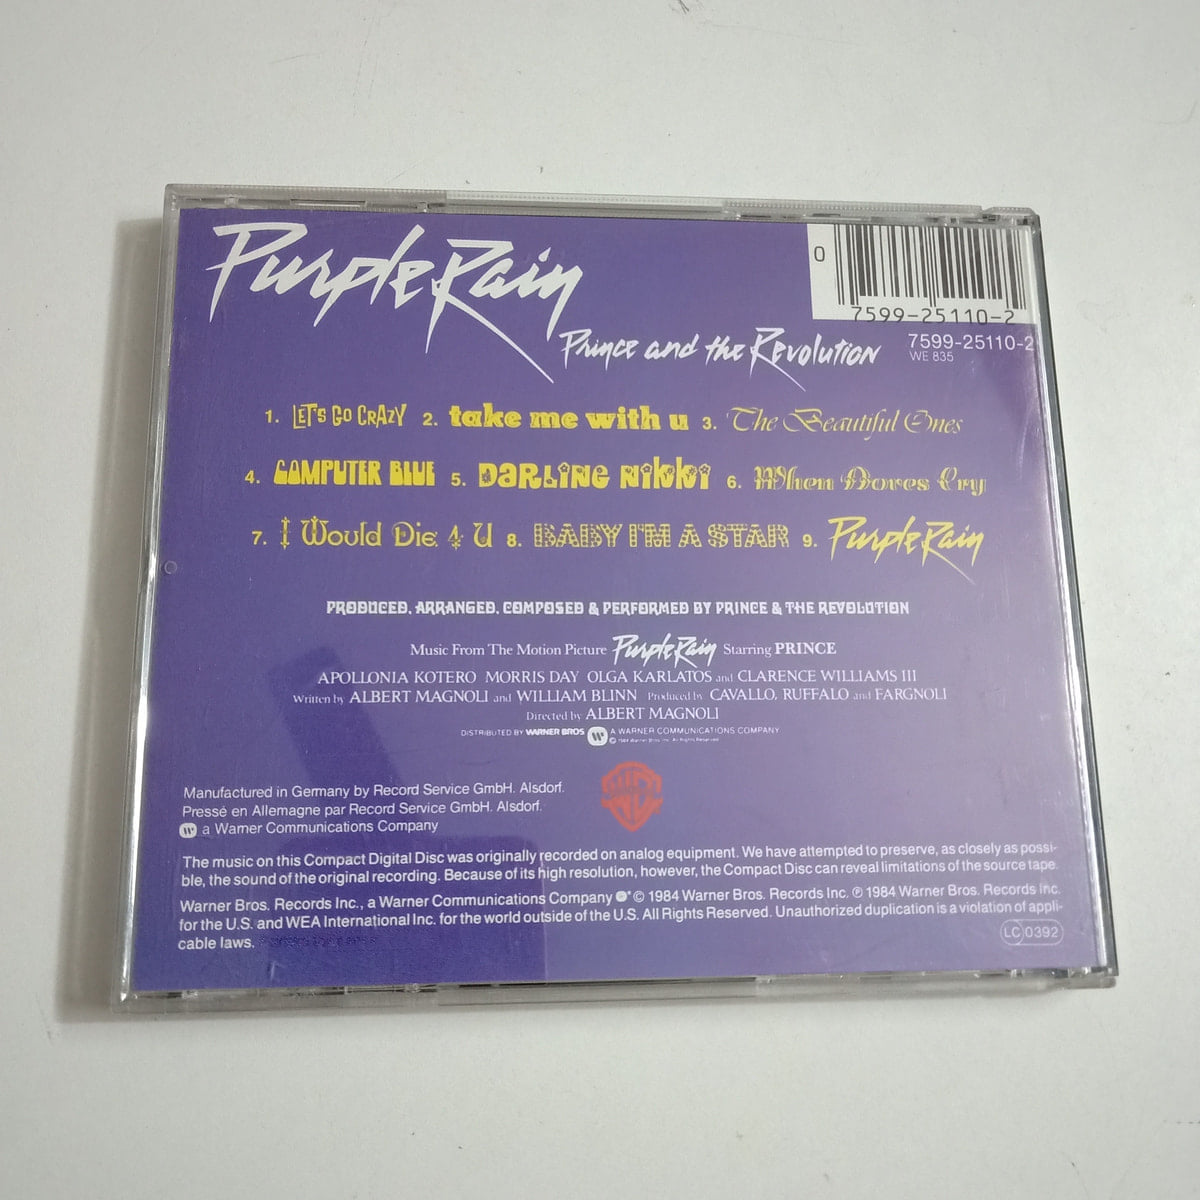 Purple Rain
0
7599-25110-2
Prince and the Revolution
7599-25110-2
WE 835
1. LET'S GO CRAZY 2. take me with u 3. The Beautiful Ones
4. COMPUTER BLUE 5. DARLING NIKKI 6. When Doves Cry
7. I Would Die 4 U 8. BABY I'M A STAR 9. Purple Rain
PRODUCED, ARRANGED, COMPOSED & PERFORMED BY PRINCE & THE REVOLUTION
Music From The Motion Picture Purple Rain Starring PRINCE
APOLLONIA KOTERO MORRIS DAY OLGA KARLATOS and CLARENCE WILLIAMS III
Written by ALBERT MAGNOLI and WILLIAM BLINN Produced by CAVALLO, RUFFALO and FARGNOLI
Directed by ALBERT MAGNOLI
DISTRIBUTED BY WARNER BROS A WARNER COMMUNICATIONS COMPANY
© 1984 Warner Bros. Inc. All Rights Reserved
Manufactured in Germany by Record Service GmbH. Alsdorf.
Pressé en Allemagne par Record Service GmbH. Alsdorf.
a Warner Communications Company
The music on this Compact Digital Disc was originally recorded on analog equipment. We have attempted to preserve, as closely as possi-
ble, the sound of the original recording. Because of its high resolution, however, the Compact Disc can reveal limitations of the source tape.
Warner Bros. Records Inc., a Warner Communications Company © 1984 Warner Bros. Records Inc. ℗ 1984 Warner Bros. Records Inc.
for the U.S. and WEA International Inc. for the world outside of the U.S. All Rights Reserved. Unauthorized duplication is a violation of appli-
cable laws.
LC 0392